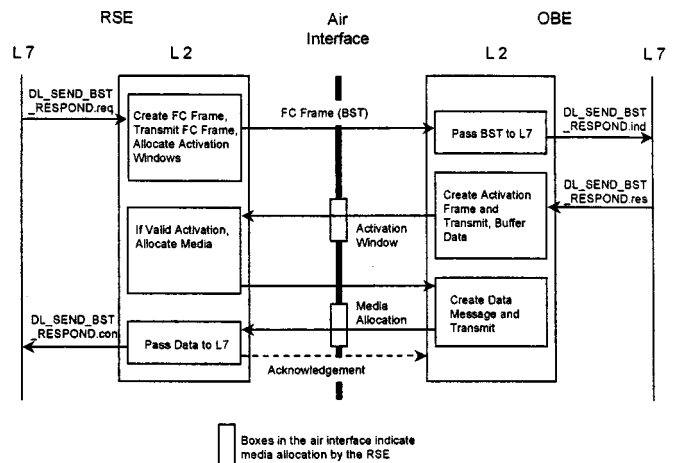 RSE
Air
Interface
OBE
L 7
L 2
L 2
L 7
DL_SEND_BST
_RESPOND.req
Create FC Frame,
Transmit FC Frame,
Allocate Activation
Windows
FC Frame (BST)
Pass BST to L7
DL_SEND_BST
_RESPOND.ind
DL_SEND_BST
_RESPOND.res
Create Activation
Frame and
Transmit, Buffer
Data
Activation
Window
If Valid Activation,
Allocate Media
Create Data
Message and
Transmit
Media
Allocation
DL_SEND_BST
_RESPOND.con
Pass Data to L7
Acknowledgement
Boxes in the air interface indicate
media allocation by the RSE